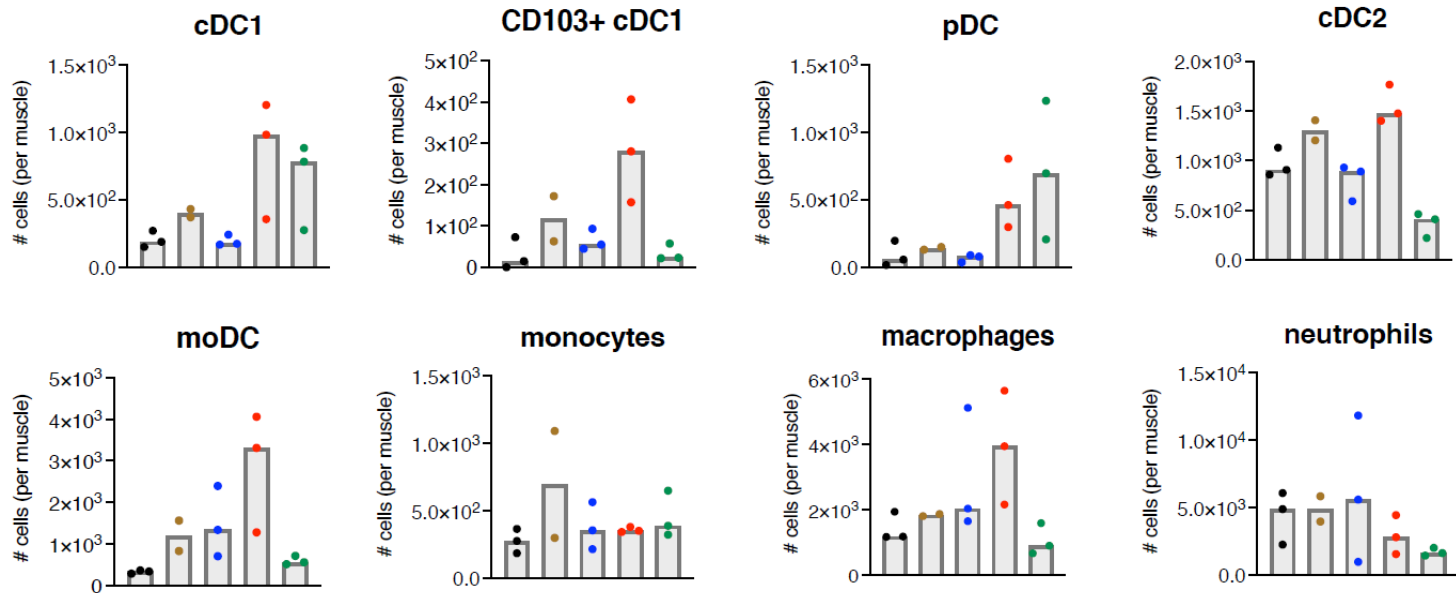 cDC1
# cells (per muscle)
1.5×10³
1.0×10³
5.0×10²
0.0
CD103+ cDC1
# cells (per muscle)
5×10²
4×10²
3×10²
2×10²
1×10²
0
pDC
# cells (per muscle)
1.5×10³
1.0×10³
5.0×10²
0.0
cDC2
# cells (per muscle)
2.0×10³
1.5×10³
1.0×10³
5.0×10²
0.0
moDC
# cells (per muscle)
5×10³
4×10³
3×10³
2×10³
1×10³
0
monocytes
# cells (per muscle)
1.5×10³
1.0×10³
5.0×10²
0.0
macrophages
# cells (per muscle)
6×10³
4×10³
2×10³
0
neutrophils
# cells (per muscle)
1.5×10⁴
1.0×10⁴
5.0×10³
0.0